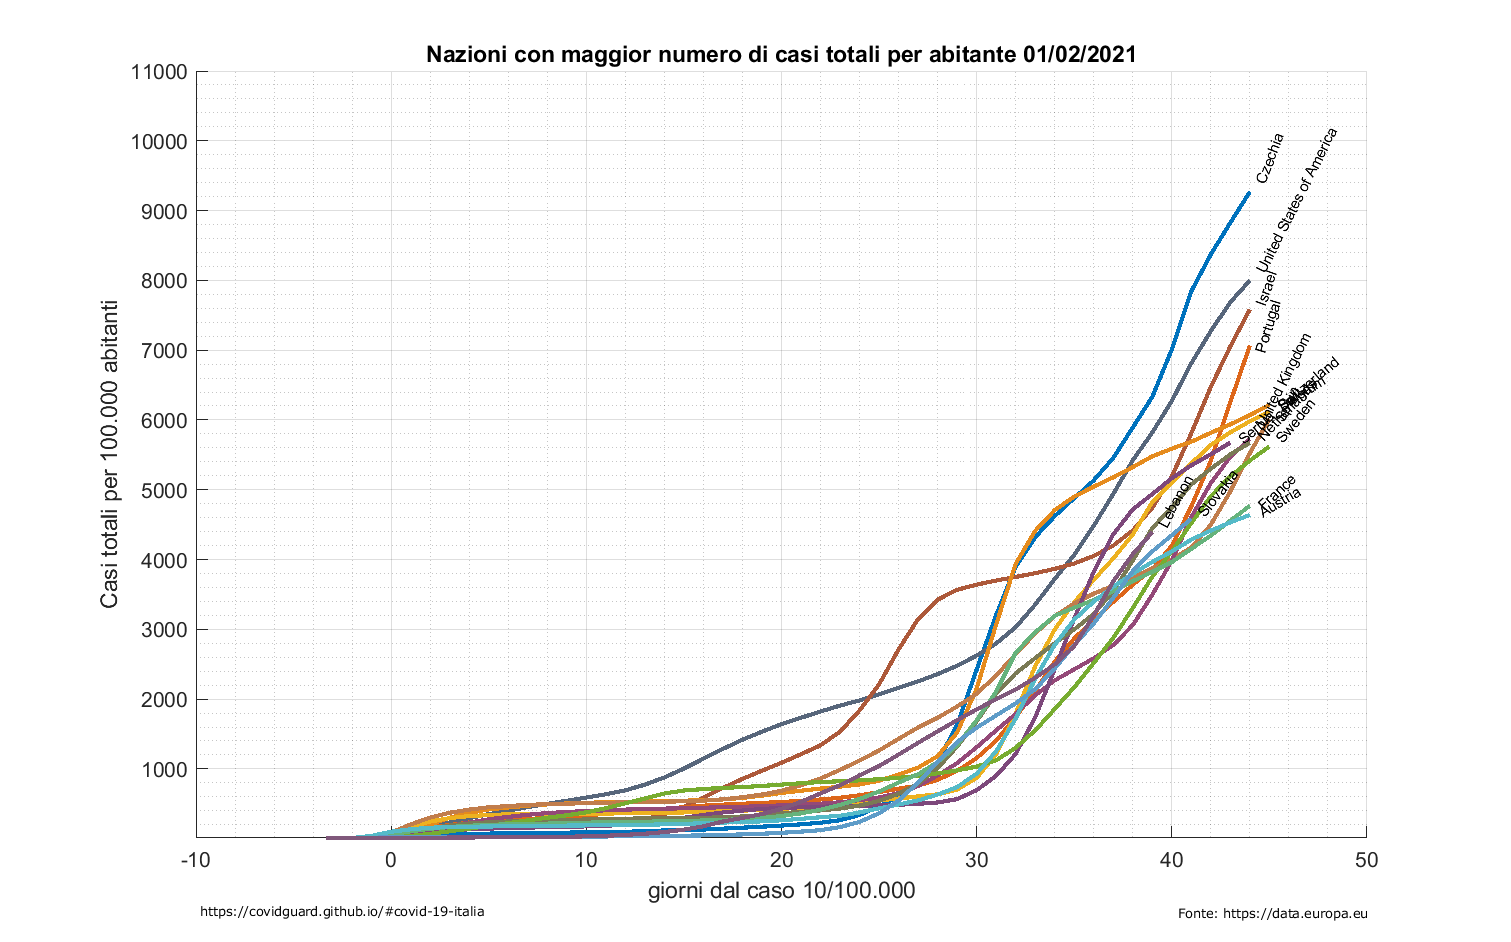 Nazioni con maggior numero di casi totali per abitante 01/02/2021
Casi totali per 100.000 abitanti
11000
10000
9000
8000
7000
6000
5000
4000
3000
2000
1000
Czechia
United States of America
Israel
Portugal
United Kingdom
Sweden
Lebanon
Slovakia
France
Austria
-10
0
10
20
30
40
50
giorni dal caso 10/100.000
https://covidguard.github.io/#covid-19-italia
Fonte: https://data.europa.eu